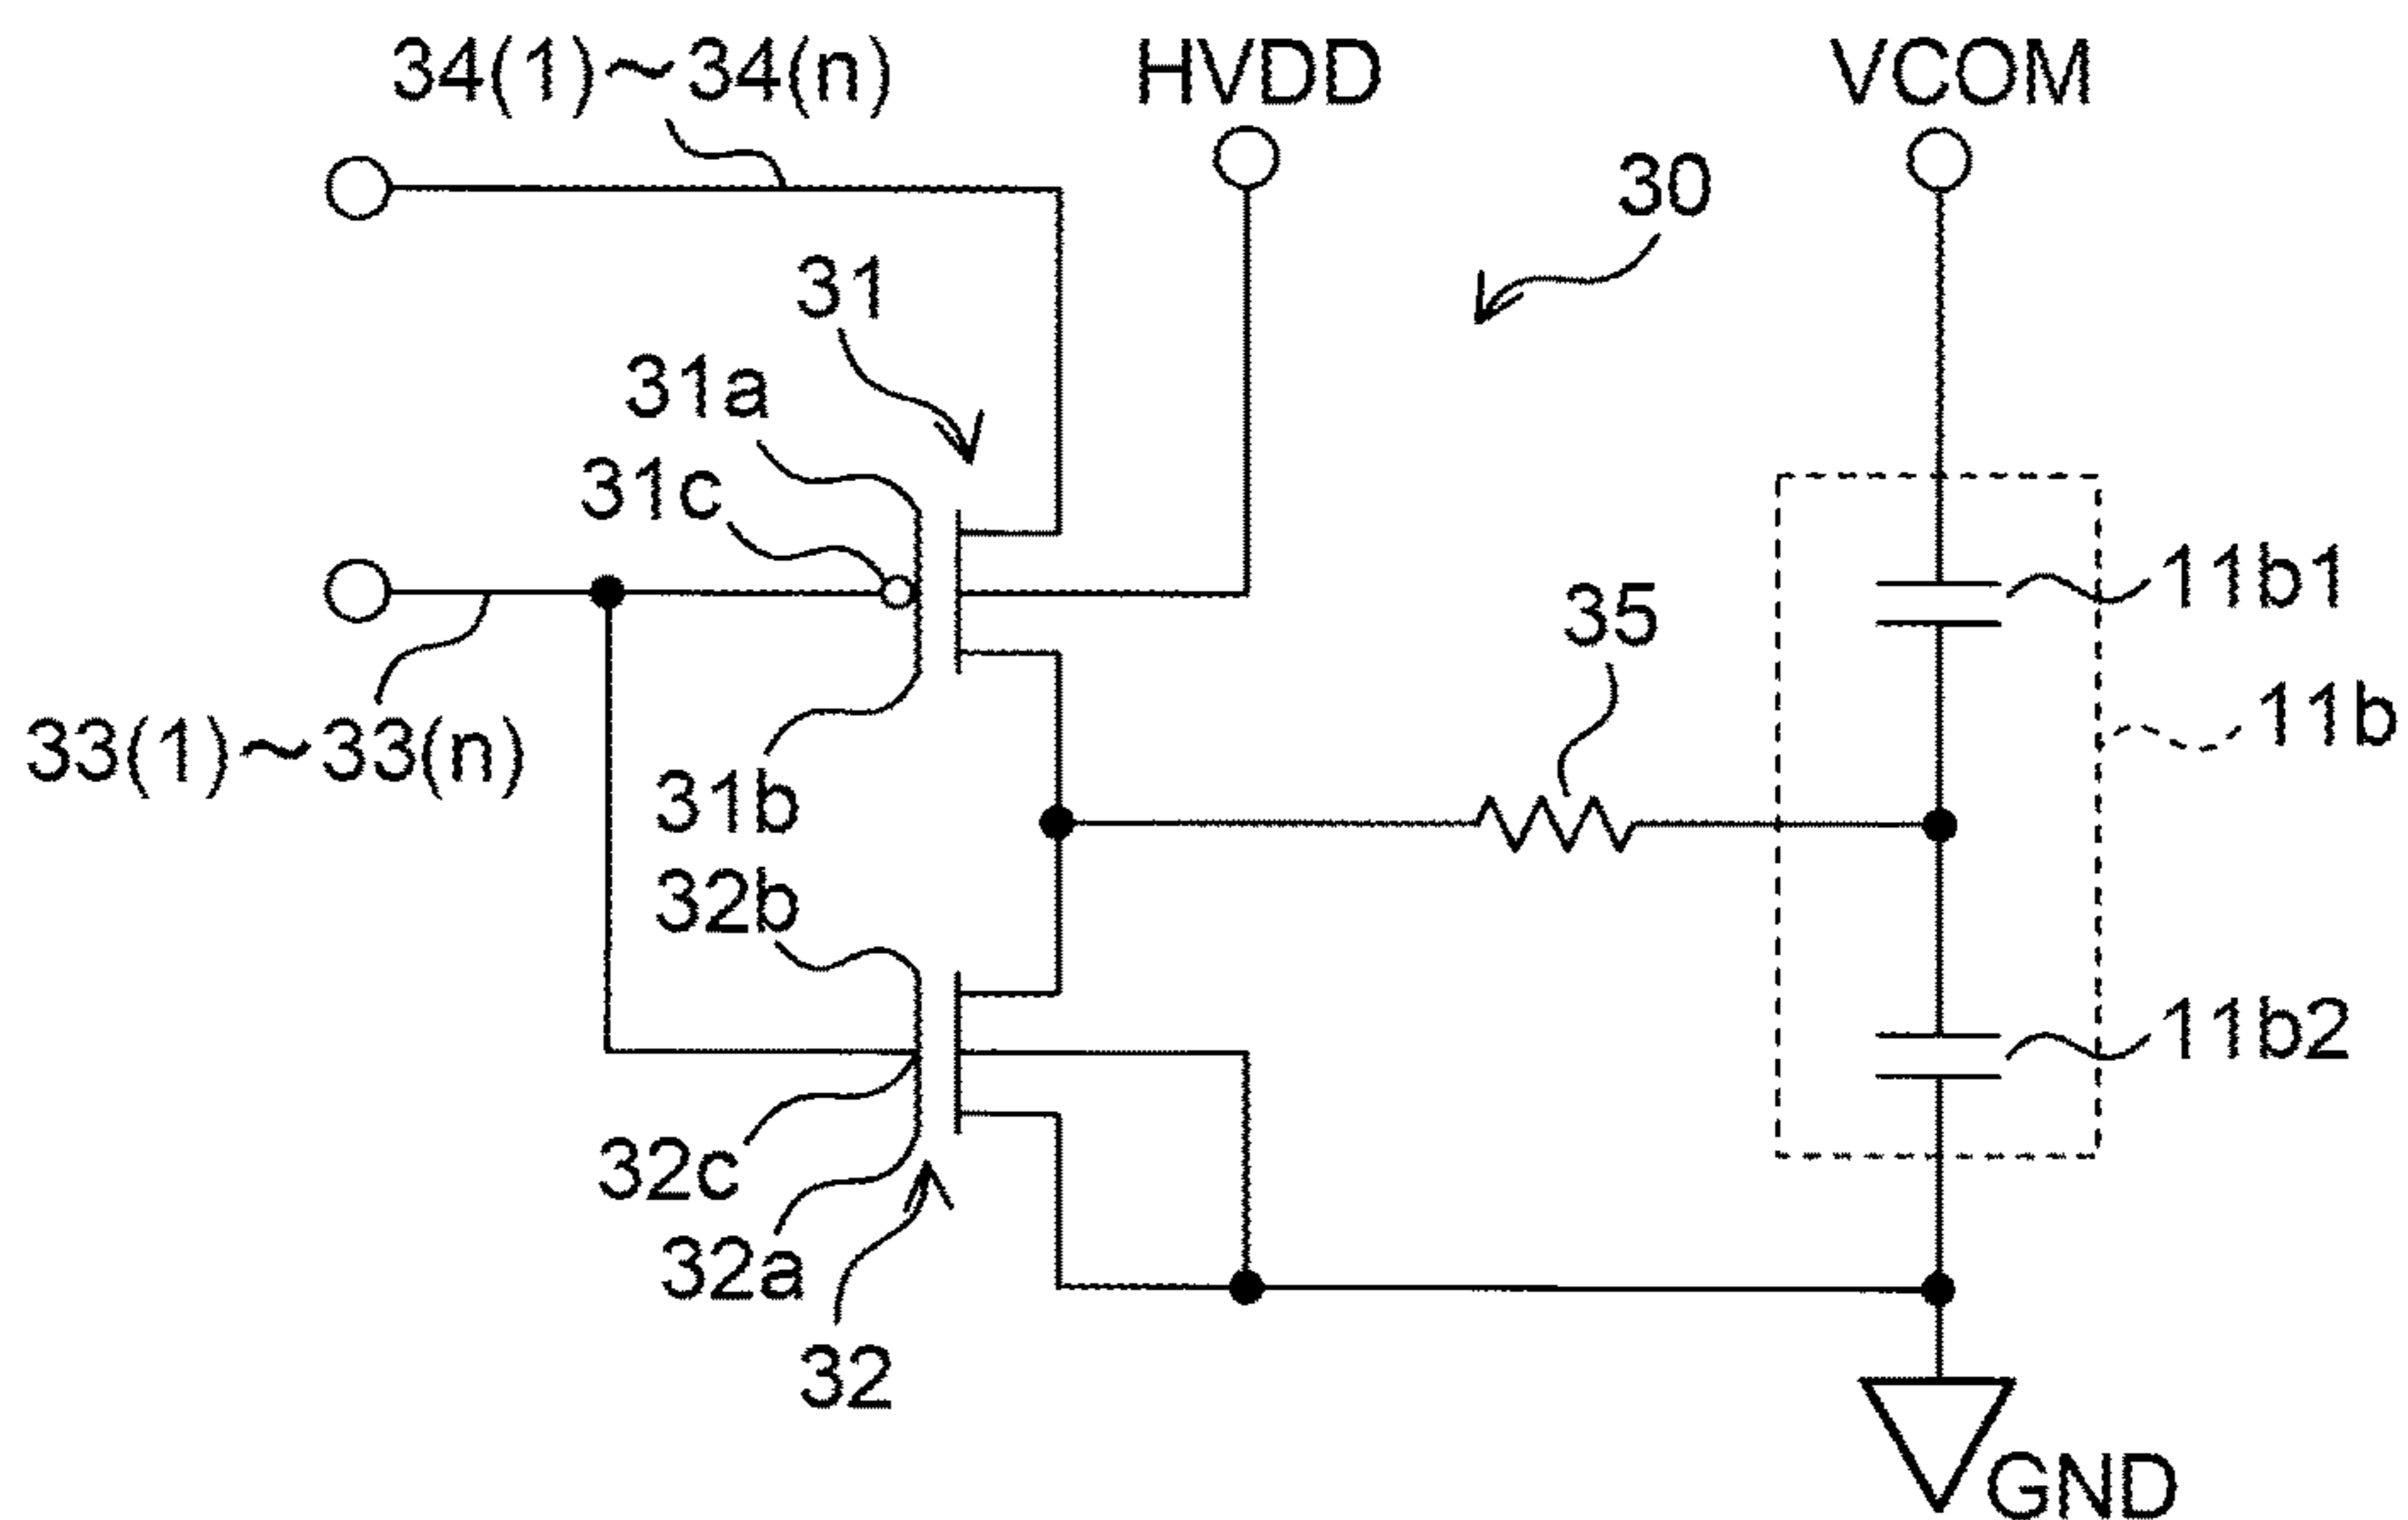 34(1)~34(n)
HVDD
VCOM
30
31
31a
31c
11b1
35
11b
33(1)~33(n)
31b
32b
11b2
32c
32a
32
GND